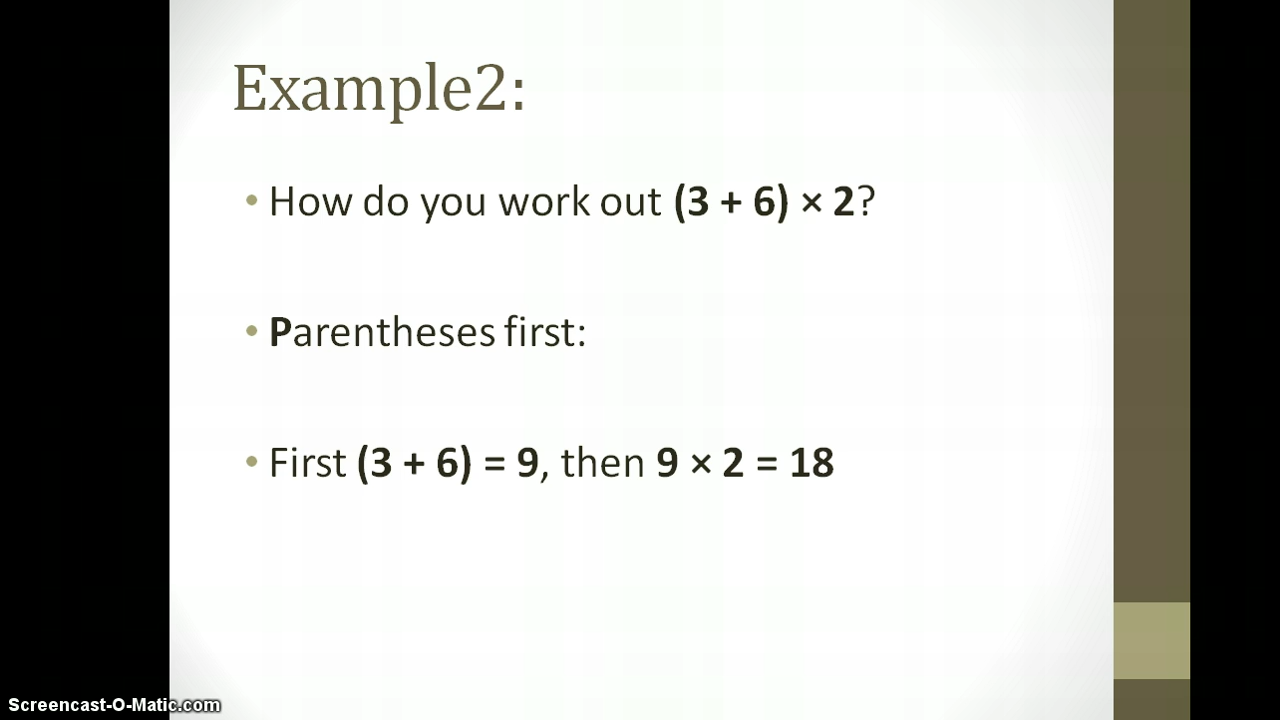 Example2:
• How do you work out (3 + 6) × 2?
• Parentheses first:
• First (3 + 6) = 9, then 9 × 2 = 18
Screencast-O-Matic.com